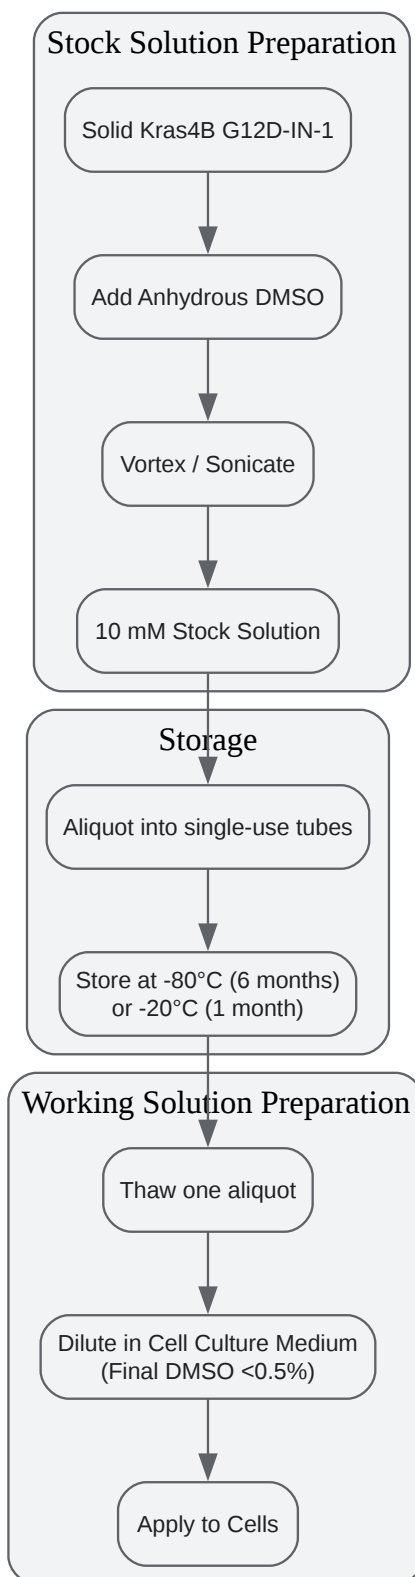 Stock Solution Preparation
Solid Kras4B G12D-IN-1
Add Anhydrous DMSO
Vortex / Sonicate
10 mM Stock Solution
Storage
Aliquot into single-use tubes
Store at -80°C (6 months)
or -20°C (1 month)
Working Solution Preparation
Thaw one aliquot
Dilute in Cell Culture Medium
(Final DMSO <0.5%)
Apply to Cells